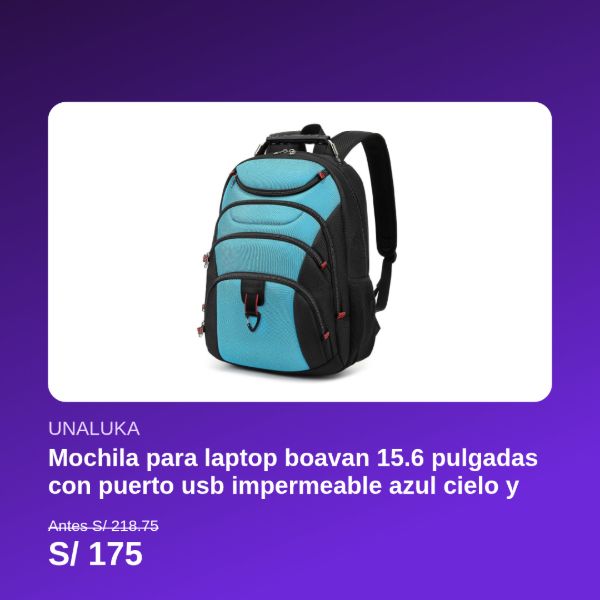 UNALUKA
Mochila para laptop boavan 15.6 pulgadas
con puerto usb impermeable azul cielo y
Antes S/ 218.75
S/ 175